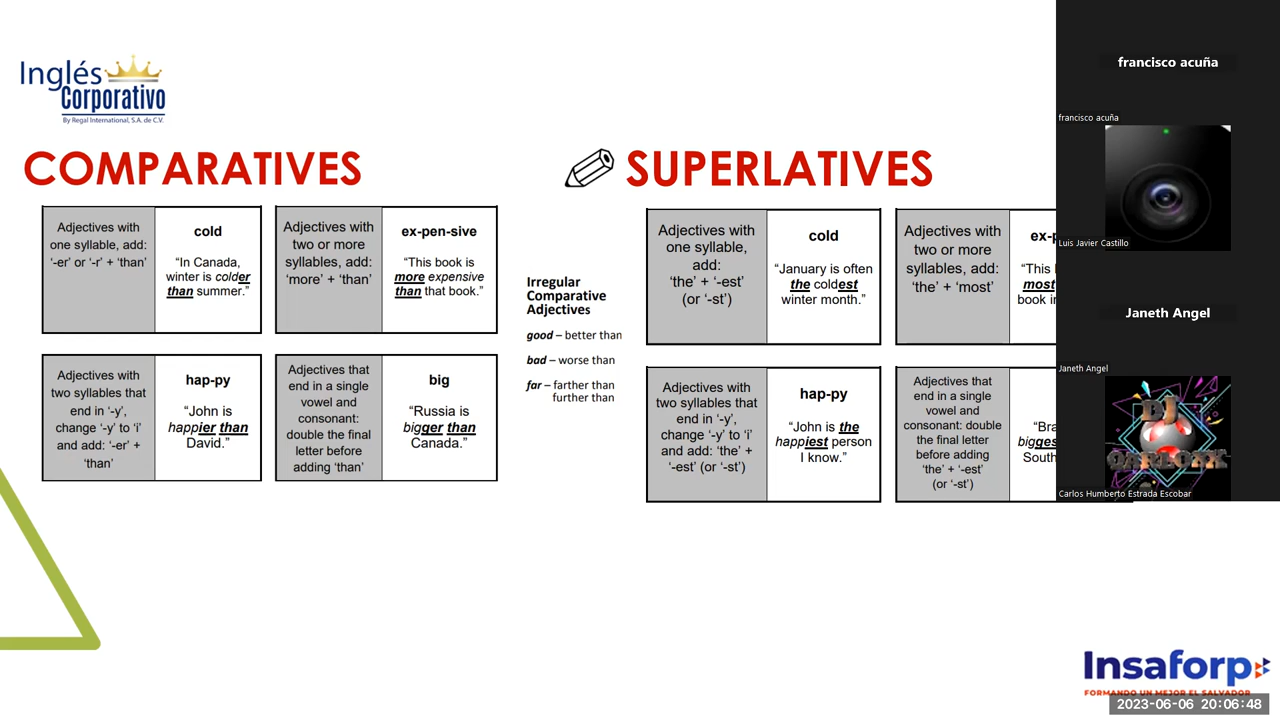 Inglés
Corporativo
By Regal International, S.A. de C.V.
COMPARATIVES
Adjectives with
one syllable, add:
‘-er’ or ‘-r’ + ‘than’
cold
“In Canada,
winter is colder
than summer.”
Adjectives with
two or more
syllables, add:
‘more’ + ‘than’
ex-pen-sive
“This book is
more expensive
than that book.”
Adjectives with
two syllables that
end in ‘-y’,
change ‘-y’ to ‘i’
and add: ‘-er’ +
‘than’
hap-py
“John is
happier than
David.”
Adjectives that
end in a single
vowel and
consonant:
double the final
letter before
adding ‘than’
big
“Russia is
bigger than
Canada.”
Irregular
Comparative
Adjectives
good – better than
bad – worse than
far – farther than
further than
SUPERLATIVES
Adjectives with
one syllable,
add:
‘the’ + ‘-est’
(or ‘-st’)
cold
“January is often
the coldest
winter month.”
Adjectives with
two or more
syllables, add:
‘the’ + ‘most’
“This
most
book in
Adjectives with
two syllables that
end in ‘-y’,
change ‘-y’ to ‘i’
and add: ‘the’ +
‘-est’ (or ‘-st’)
hap-py
“John is the
happiest person
I know.”
Adjectives that
end in a single
vowel and
consonant: double
the final letter
before adding
‘the’ + ‘-est’
(or ‘-st’)
francisco acuña
francisco acuña
Luis Javier Castillo
Janeth Angel
Janeth Angel
DJ
Carlos Humberto Estrada Escobar
Insaforp
FORMANDO UN MEJOR EL SALVADOR
2023-06-06 20:06:48